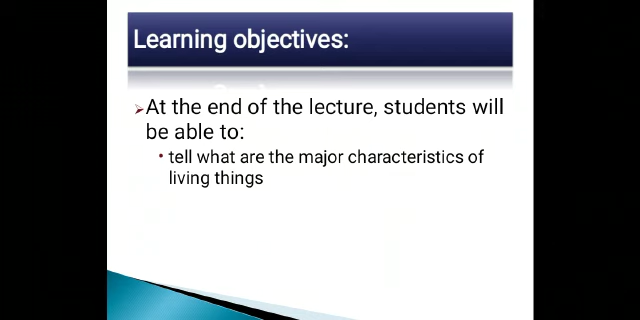 Learning objectives:
At the end of the lecture, students will
be able to:
tell what are the major characteristics of
living things